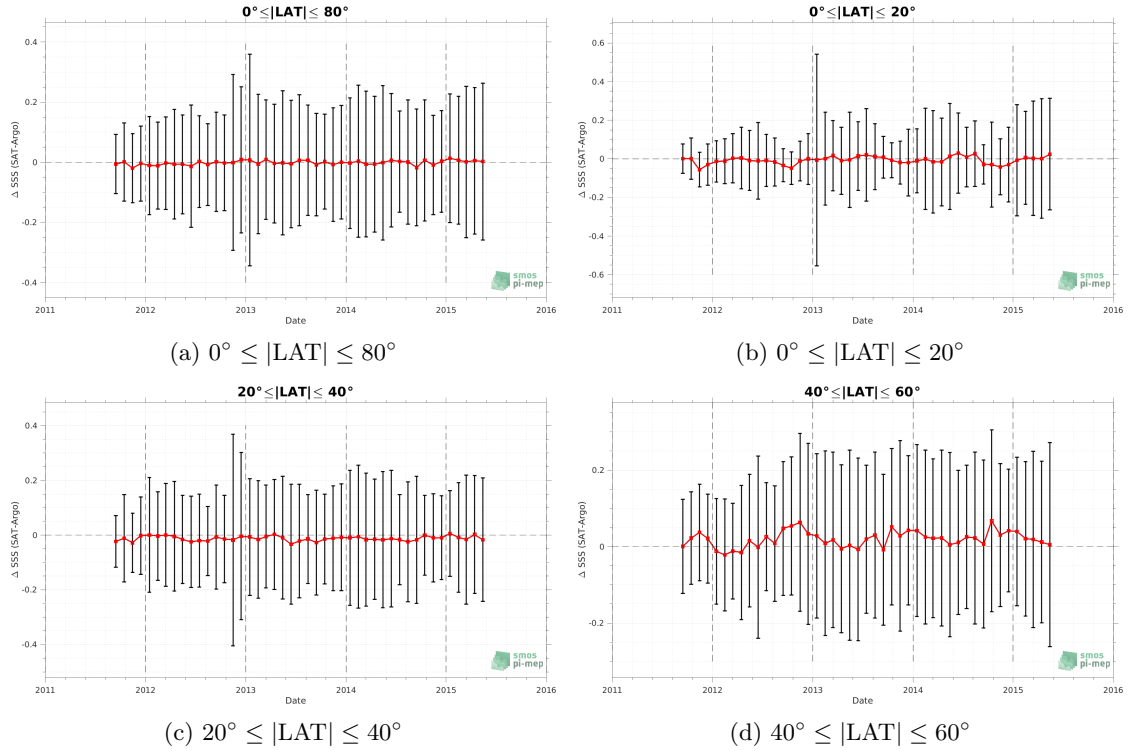 0°≤|LAT|≤ 80°
0.4
0.2
0
-0.2
-0.4
Δ SSS (SAT-Argo)
2011 2012 2013 2014 2015 2016
Date
smos
pi-mep
(a) 0° ≤ |LAT| ≤ 80°
0°≤|LAT|≤ 20°
0.6
0.4
0.2
0
-0.2
-0.4
-0.6
Δ SSS (SAT-Argo)
2011 2012 2013 2014 2015 2016
Date
smos
pi-mep
(b) 0° ≤ |LAT| ≤ 20°
20°≤|LAT|≤ 40°
0.4
0.2
0
-0.2
-0.4
Δ SSS (SAT-Argo)
2011 2012 2013 2014 2015 2016
Date
smos
pi-mep
(c) 20° ≤ |LAT| ≤ 40°
40°≤|LAT|≤ 60°
0.2
0
-0.2
Δ SSS (SAT-Argo)
2011 2012 2013 2014 2015 2016
Date
smos
pi-mep
(d) 40° ≤ |LAT| ≤ 60°